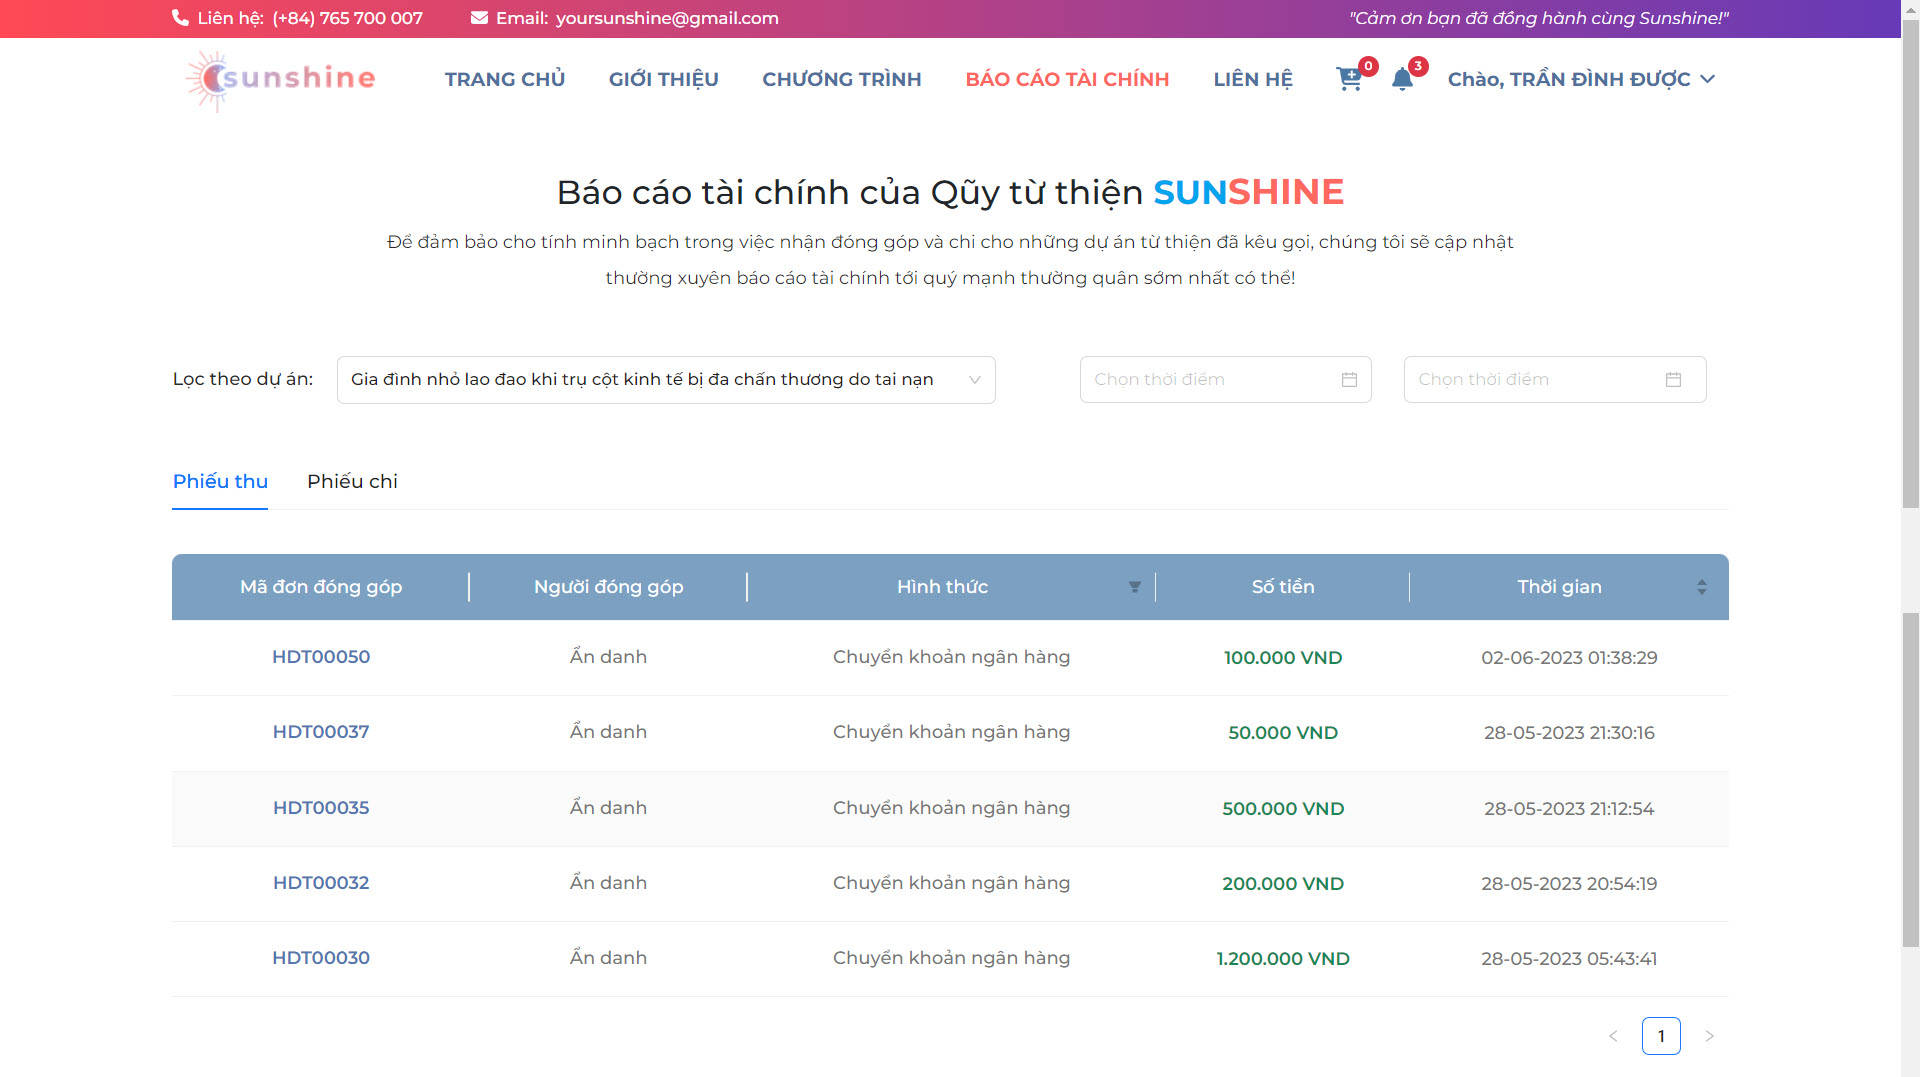 Liên hệ: (+84) 765 700 007 Email: yoursunshine@gmail.com "Cảm ơn bạn đã đồng hành cùng Sunshine!"
sunshine TRANG CHỦ GIỚI THIỆU CHƯƠNG TRÌNH BÁO CÁO TÀI CHÍNH LIÊN HỆ 0 3 Chào, TRẦN ĐÌNH ĐƯỢC
Báo cáo tài chính của Qũy từ thiện SUNSHINE
Để đảm bảo cho tính minh bạch trong việc nhận đóng góp và chi cho những dự án từ thiện đã kêu gọi, chúng tôi sẽ cập nhật
thường xuyên báo cáo tài chính tới quý mạnh thường quân sớm nhất có thể!
Lọc theo dự án: Gia đình nhỏ lao đao khi trụ cột kinh tế bị đa chấn thương do tai nạn Chọn thời điểm Chọn thời điểm
Phiếu thu Phiếu chi
Mã đơn đóng góp Người đóng góp Hình thức Số tiền Thời gian
HDT00050 Ẩn danh Chuyển khoản ngân hàng 100.000 VND 02-06-2023 01:38:29
HDT00037 Ẩn danh Chuyển khoản ngân hàng 50.000 VND 28-05-2023 21:30:16
HDT00035 Ẩn danh Chuyển khoản ngân hàng 500.000 VND 28-05-2023 21:12:54
HDT00032 Ẩn danh Chuyển khoản ngân hàng 200.000 VND 28-05-2023 20:54:19
HDT00030 Ẩn danh Chuyển khoản ngân hàng 1.200.000 VND 28-05-2023 05:43:41
1